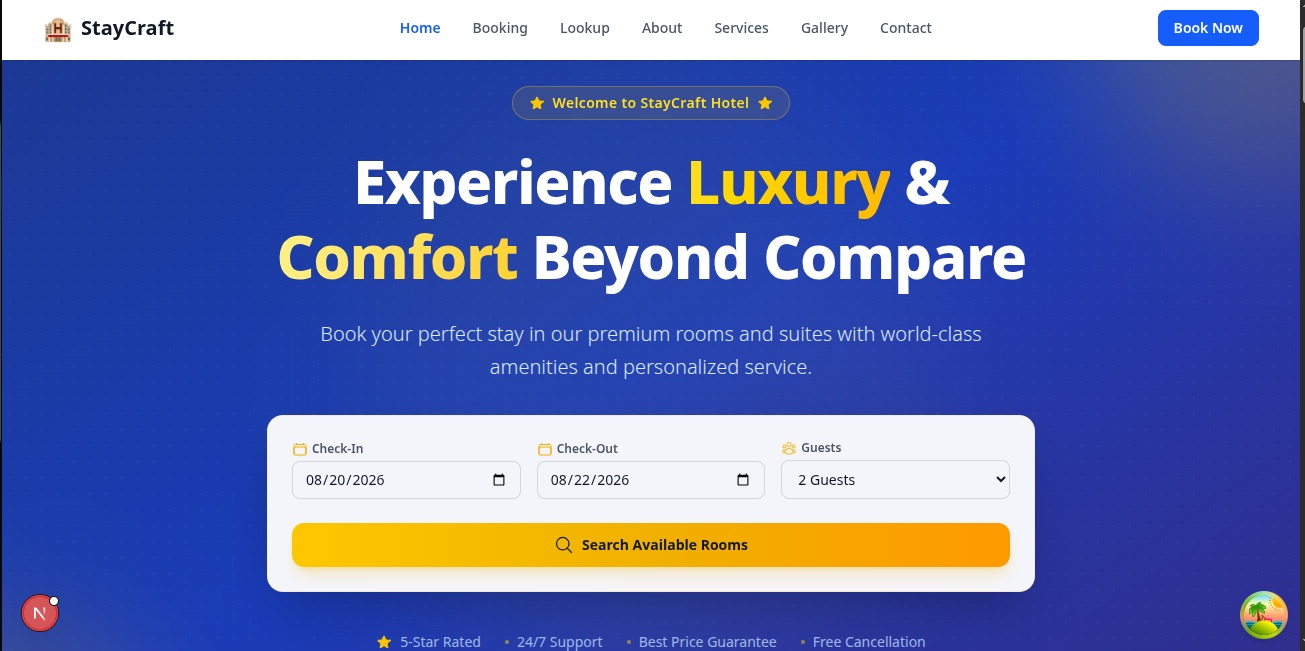 StayCraft
Home Booking Lookup About Services Gallery Contact
Book Now
Welcome to StayCraft Hotel
Experience Luxury &
Comfort Beyond Compare
Book your perfect stay in our premium rooms and suites with world-class
amenities and personalized service.
Check-In Check-Out Guests
08/20/2026 08/22/2026 2 Guests
Search Available Rooms
N
5-Star Rated • 24/7 Support • Best Price Guarantee • Free Cancellation